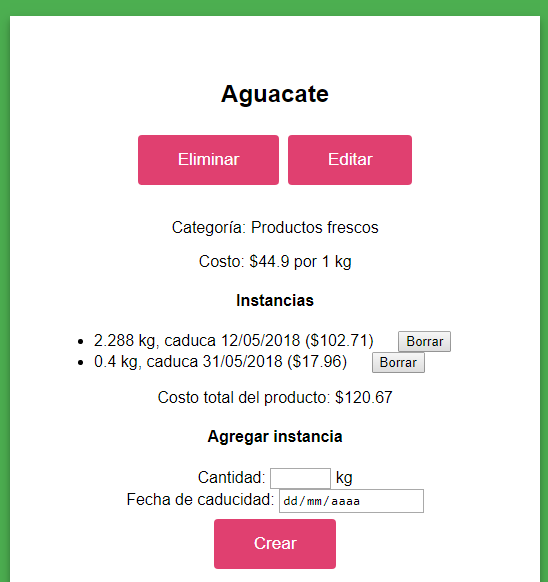 Aguacate
Eliminar Editar
Categoría: Productos frescos
Costo: $44.9 por 1 kg
Instancias
2.288 kg, caduca 12/05/2018 ($102.71) Borrar
0.4 kg, caduca 31/05/2018 ($17.96) Borrar
Costo total del producto: $120.67
Agregar instancia
Cantidad: kg
Fecha de caducidad: dd/mm/aaaa
Crear